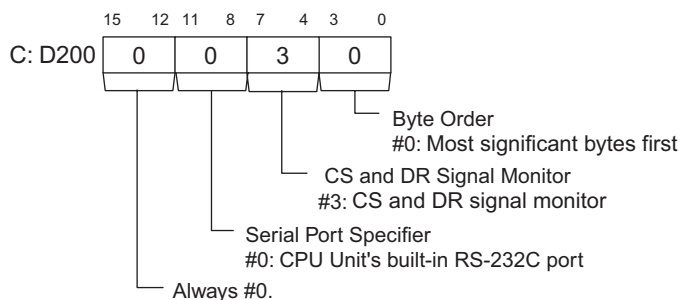 15 12 11 8 7 4 3 0
C: D200 0 0 3 0
Byte Order
#0: Most significant bytes first
CS and DR Signal Monitor
#3: CS and DR signal monitor
Serial Port Specifier
#0: CPU Unit's built-in RS-232C port
Always #0.